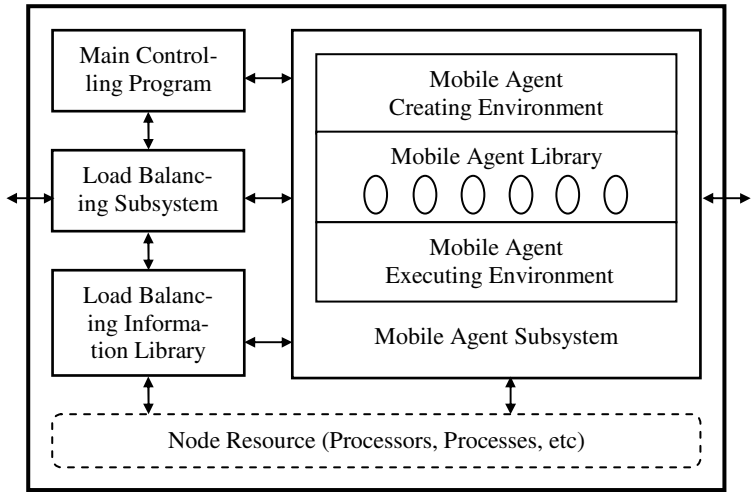 Main Control-
ling Program
Load Balanc-
ing Subsystem
Load Balanc-
ing Informa-
tion Library
Mobile Agent
Creating Environment
Mobile Agent Library
Mobile Agent
Executing Environment
Mobile Agent Subsystem
Node Resource (Processors, Processes, etc)